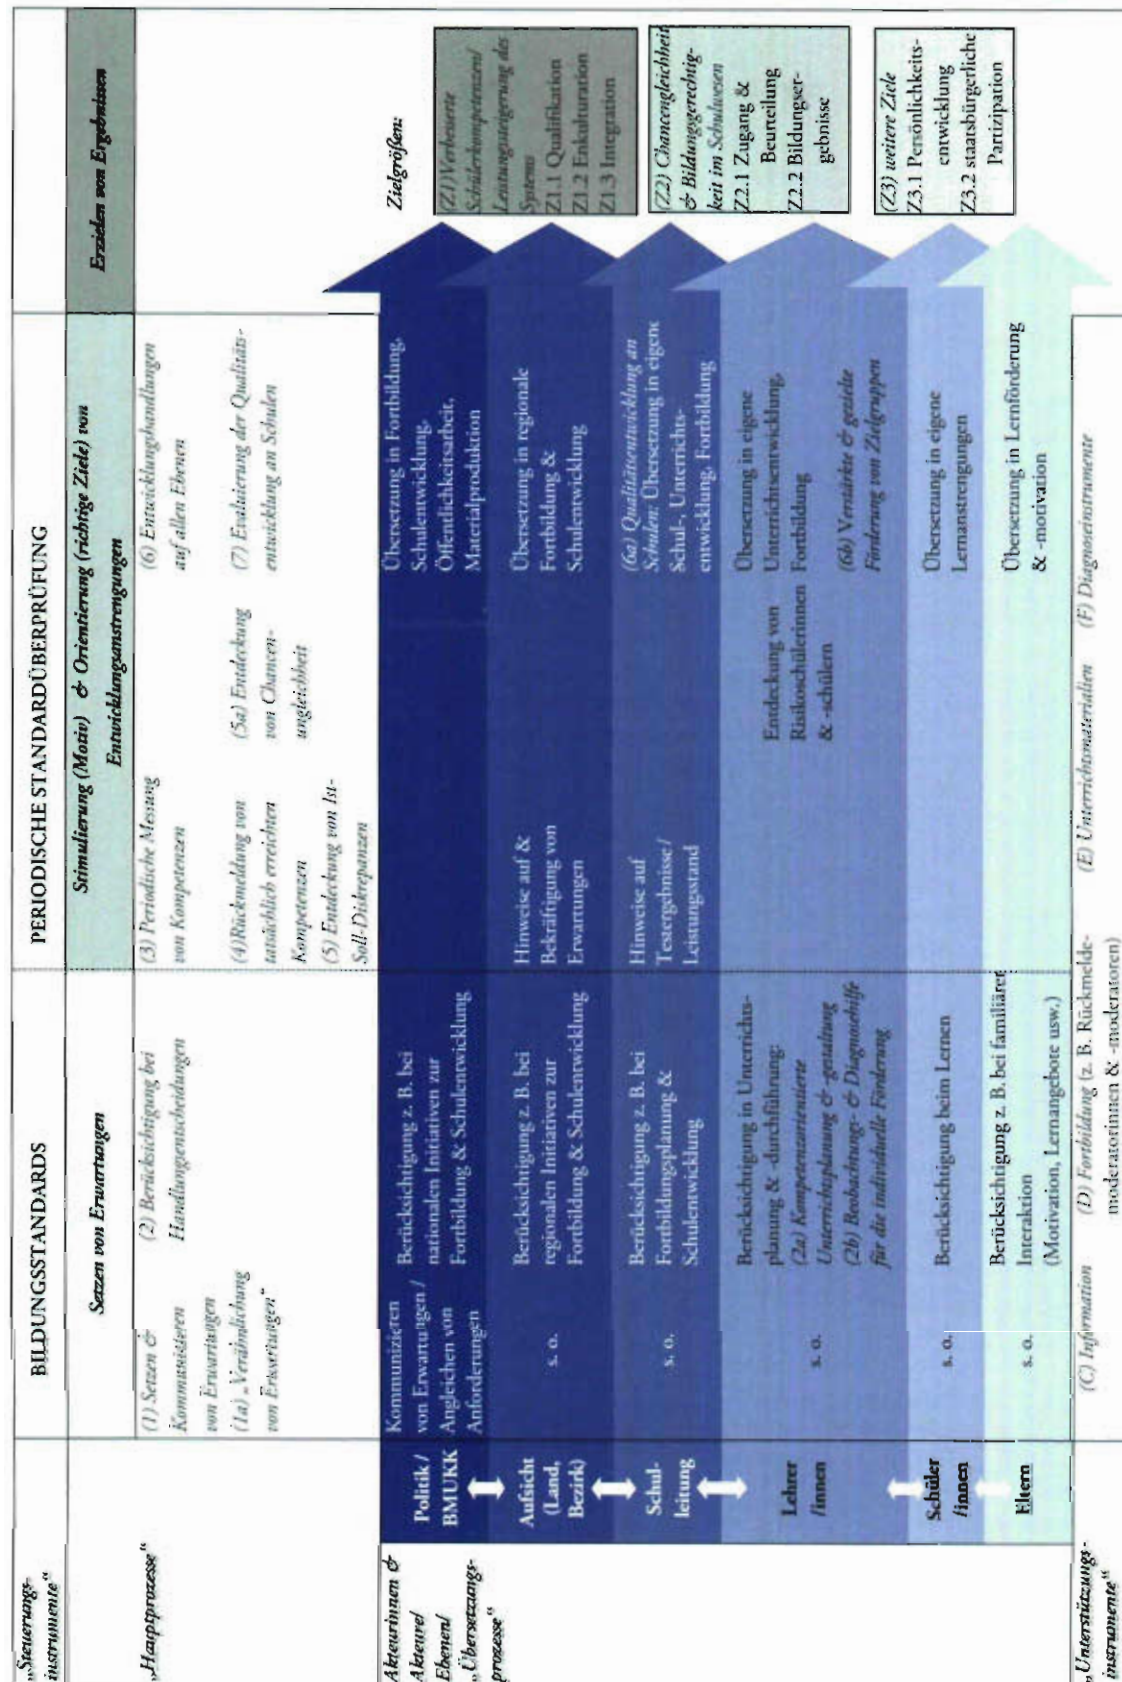 „Steuerungs-
instrumente“
BILDUNGSSTANDARDS
PERIODISCHE STANDARDÜBERPRÜFUNG
Setzen von Erwartungen
Stimulierung (Motiv) & Orientierung (richtige Ziele) von
Entwicklungsanstrengungen
Erzielen von Ergebnissen
„Hauptprozesse“
(1) Setzen &
Kommunizieren
von Erwartungen
(1a) „Verähnlichung
von Erwartungen“
(2) Berücksichtigung bei
Handlungsentscheidungen
(3) Periodische Messung
von Kompetenzen
(4)Rückmeldung von
tatsächlich erreichten
Kompetenzen
(5) Entdeckung von Ist-
Soll-Diskrepanzen
(5a) Entdeckung
von Chancen-
ungleichheit
(6) Entwicklungshandlungen
auf allen Ebenen
(7) Evaluierung der Qualitäts-
entwicklung an Schulen
Akteurinnen &
Akteure/
Ebenen/
„Übersetzungs-
prozesse“
Politik /
BMUKK
Kommunizieren
von Erwartungen /
Angleichen von
Anforderungen
Berücksichtigung z. B. bei
nationalen Initiativen zur
Fortbildung & Schulentwicklung
Übersetzung in Fortbildung,
Schulentwicklung,
Öffentlichkeitsarbeit,
Materialproduktion
Aufsicht
(Land,
Bezirk)
s. o.
Berücksichtigung z. B. bei
regionalen Initiativen zur
Fortbildung & Schulentwicklung
Hinweise auf &
Bekräftigung von
Erwartungen
Übersetzung in regionale
Fortbildung &
Schulentwicklung
Schul-
leitung
s. o.
Berücksichtigung z. B. bei
Fortbildungsplanung &
Schulentwicklung
Hinweise auf
Testergebnisse /
Leistungsstand
(6a) Qualitätsentwicklung an
Schulen: Übersetzung in eigene
Schul-, Unterrichts-
entwicklung, Fortbildung
Lehrer
/innen
s. o.
Berücksichtigung in Unterrichts-
planung & -durchführung:
(2a) Kompetenzorientierte
Unterrichtsplanung & -gestaltung
(2b) Beobachtungs- & Diagnosehilfe
für die individuelle Förderung
Entdeckung von
Risikoschülerinnen
& -schülern
Übersetzung in eigene
Unterrichtsentwicklung,
Fortbildung
(6b) Verstärkte & gezielte
Förderung von Zielgruppen
Schüler
/innen
s. o.
Berücksichtigung beim Lernen
Übersetzung in eigene
Lernanstrengungen
Eltern
s. o.
Berücksichtigung z. B. bei familiärer
Interaktion
(Motivation, Lernangebote usw.)
Übersetzung in Lernförderung
& -motivation
Zielgrößen:
(Z1)Verbesserte
Schülerkompetenzen/
Leistungssteigerung des
Systems
Z1.1 Qualifikation
Z1.2 Enkulturation
Z1.3 Integration
(Z2) Chancengleichheit
& Bildungsgerechtig-
keit im Schulwesen
Z2.1 Zugang &
Beurteilung
Z2.2 Bildungser-
gebnisse
(Z3) weitere Ziele
Z3.1 Persönlichkeits-
entwicklung
Z3.2 staatsbürgerliche
Partizipation
„Unterstützungs-
instrumente“
(C) Information
(D) Fortbildung (z. B. Rückmelde-
moderatorinnen & -moderatoren)
(E) Unterrichtsmaterialien
(F) Diagnoseinstrumente